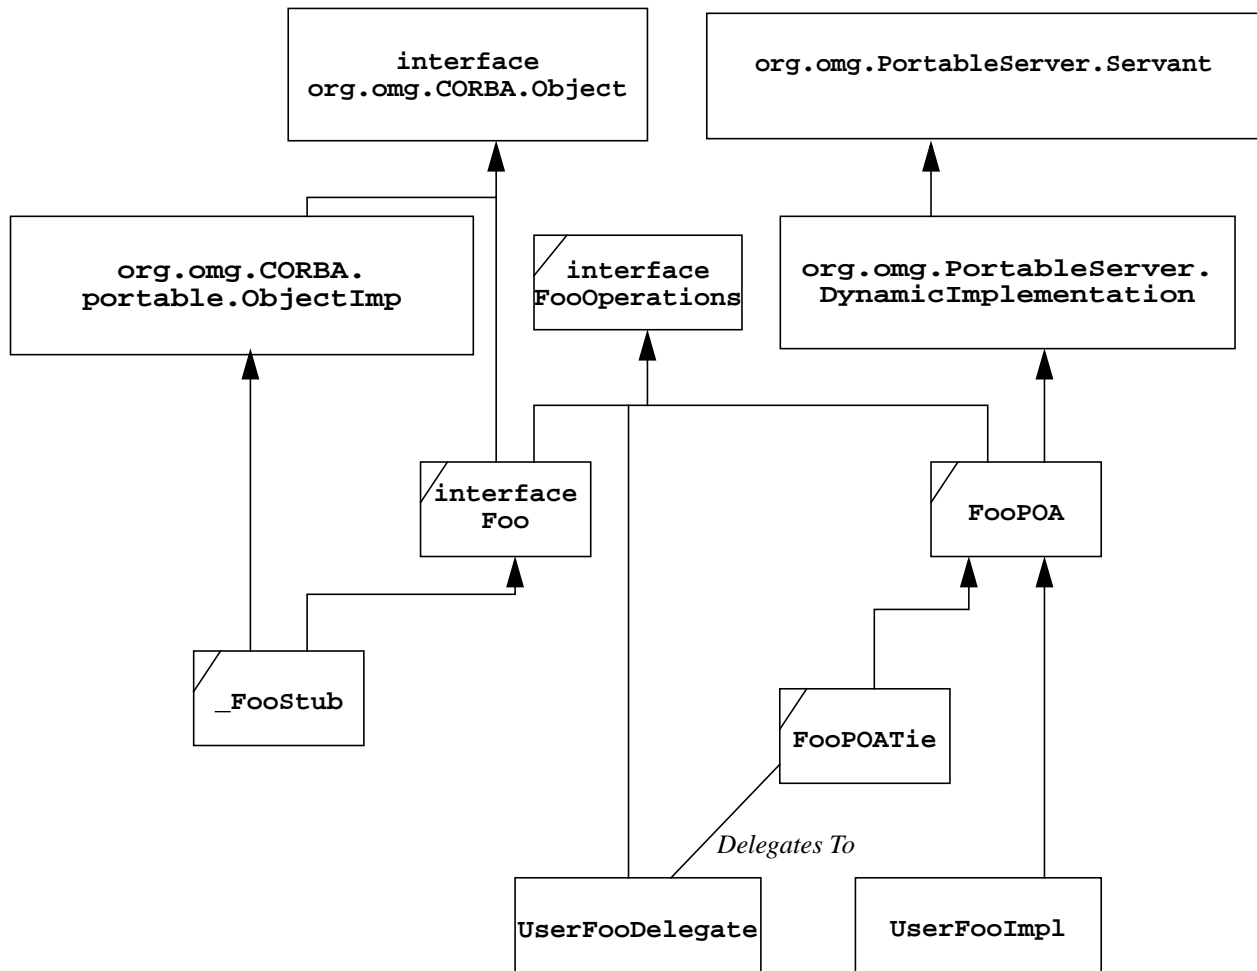 interface
org.omg.CORBA.Object
org.omg.PortableServer.Servant
org.omg.CORBA.
portable.ObjectImp
interface
FooOperations
org.omg.PortableServer.
DynamicImplementation
interface
Foo
FooPOA
_FooStub
FooPOATie
Delegates To
UserFooDelegate
UserFooImpl